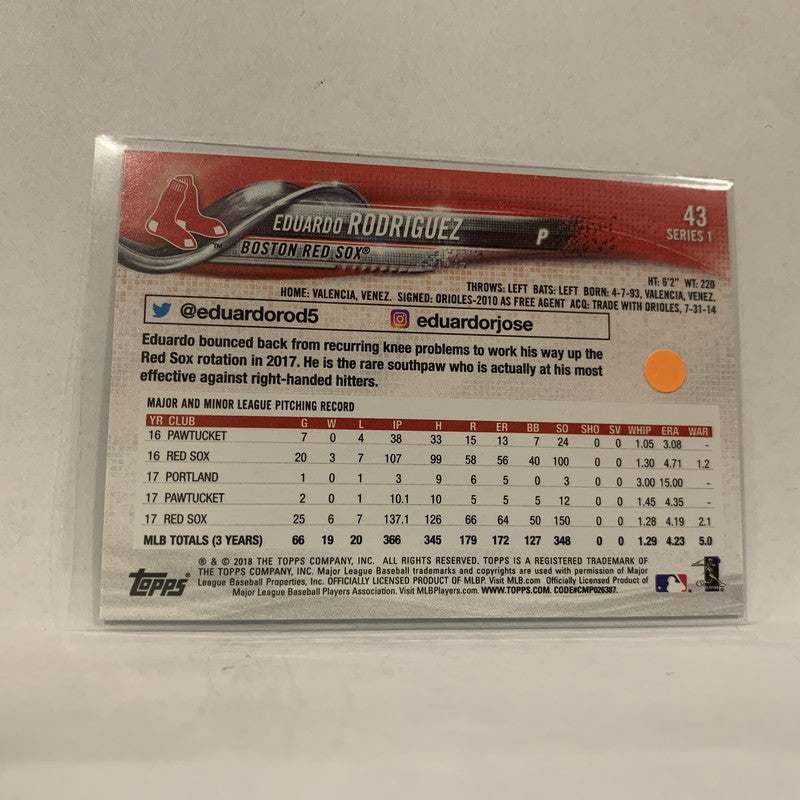 43
SERIES 1
EDUARDO RODRIGUEZ P
BOSTON RED SOX®
HT: 6'2" WT: 220
THROWS: LEFT BATS: LEFT BORN: 4-7-93, VALENCIA, VENEZ.
HOME: VALENCIA, VENEZ. SIGNED: ORIOLES-2010 AS FREE AGENT ACQ: TRADE WITH ORIOLES, 7-31-14
@eduardorod5 eduardorjose
Eduardo bounced back from recurring knee problems to work his way up the
Red Sox rotation in 2017. He is the rare southpaw who is actually at his most
effective against right-handed hitters.
MAJOR AND MINOR LEAGUE PITCHING RECORD
YR CLUB G W L IP H R ER BB SO SHO SV WHIP ERA WAR
16 PAWTUCKET 7 0 4 38 33 15 13 7 24 0 0 1.05 3.08 -
16 RED SOX 20 3 7 107 99 58 56 40 100 0 0 1.30 4.71 1.2
17 PORTLAND 1 0 1 3 9 6 5 0 3 0 0 3.00 15.00 -
17 PAWTUCKET 2 0 1 10.1 10 5 5 5 12 0 0 1.45 4.35 -
17 RED SOX 25 6 7 137.1 126 66 64 50 150 0 0 1.28 4.19 2.1
MLB TOTALS (3 YEARS) 66 19 20 366 345 179 172 127 348 0 0 1.29 4.23 5.0
® & © 2018 THE TOPPS COMPANY, INC. ALL RIGHTS RESERVED. TOPPS IS A REGISTERED TRADEMARK OF
THE TOPPS COMPANY, INC. Major League Baseball trademarks and copyrights are used with permission of Major
League Baseball Properties, Inc. OFFICIALLY LICENSED PRODUCT OF MLBP. Visit MLB.com. Officially Licensed Product of
Major League Baseball Players Association. Visit MLBPlayers.com. WWW.TOPPS.COM. CODE#CMP026387.
topps